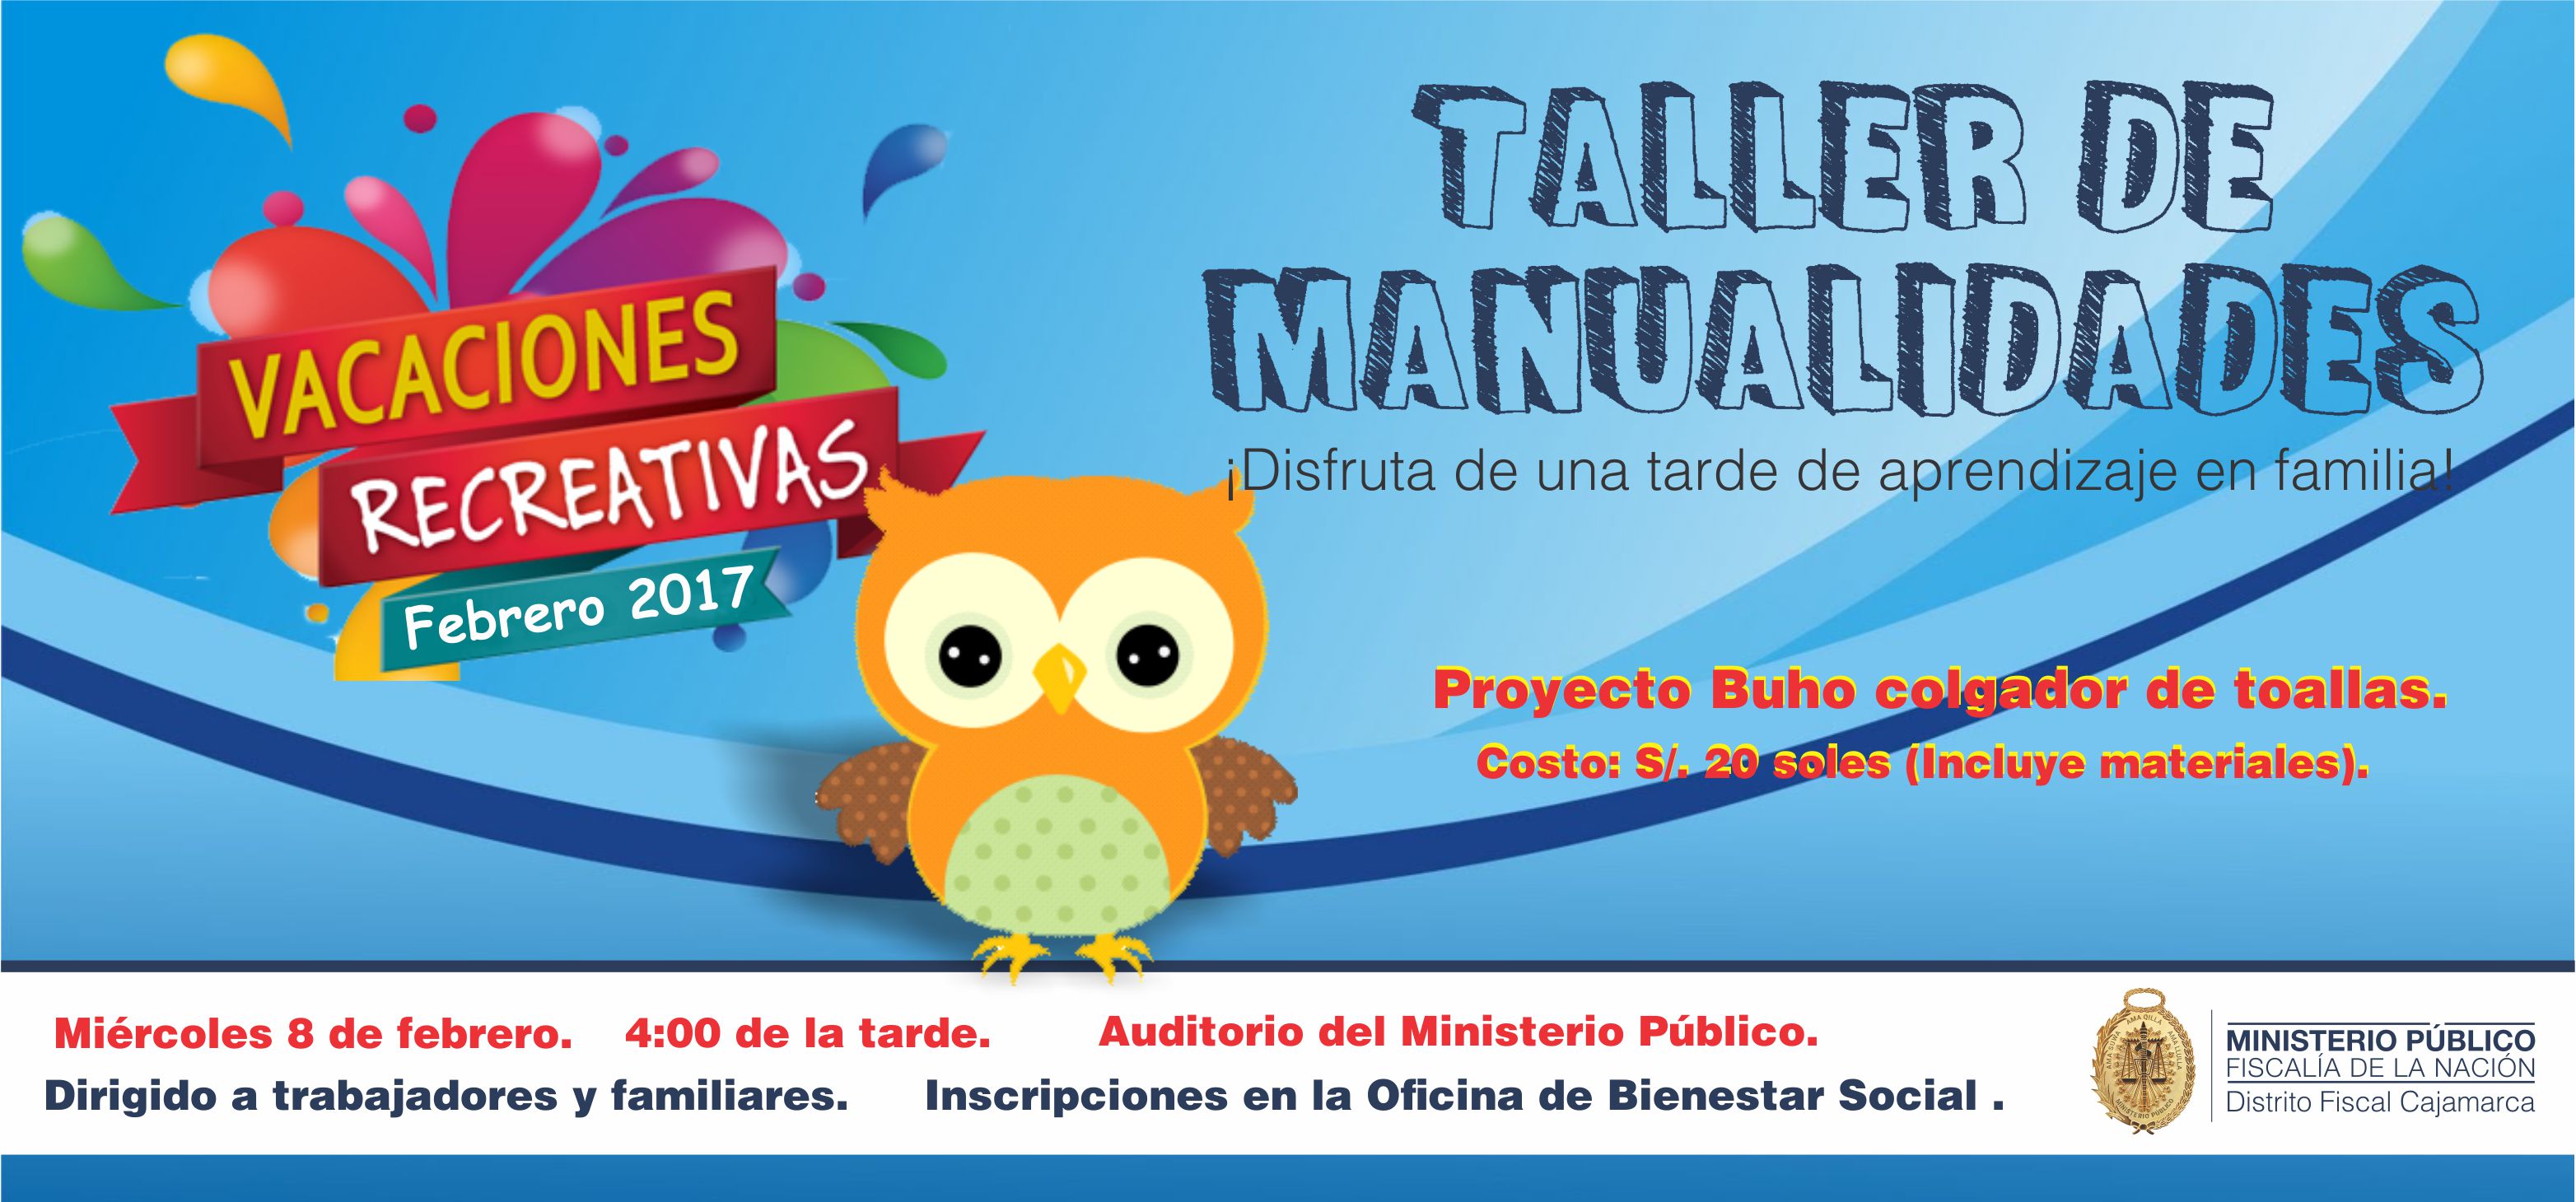 VACACIONES
RECREATIVAS
Febrero 2017
TALLER DE
MANUALIDADES
¡Disfruta de una tarde de aprendizaje en familia!
Proyecto Buho colgador de toallas.
Costo: S/. 20 soles (Incluye materiales).
Miércoles 8 de febrero. 4:00 de la tarde. Auditorio del Ministerio Público.
Dirigido a trabajadores y familiares. Inscripciones en la Oficina de Bienestar Social .
MINISTERIO PÚBLICO
FISCALÍA DE LA NACIÓN
Distrito Fiscal Cajamarca